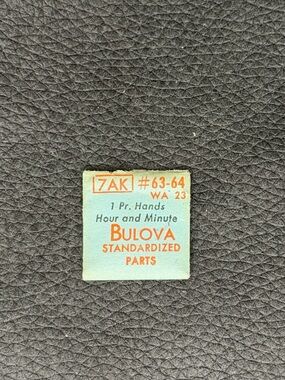 7AK #63-64
WA 23
1 Pr. Hands
Hour and Minute
BULOVA
STANDARDIZED
PARTS